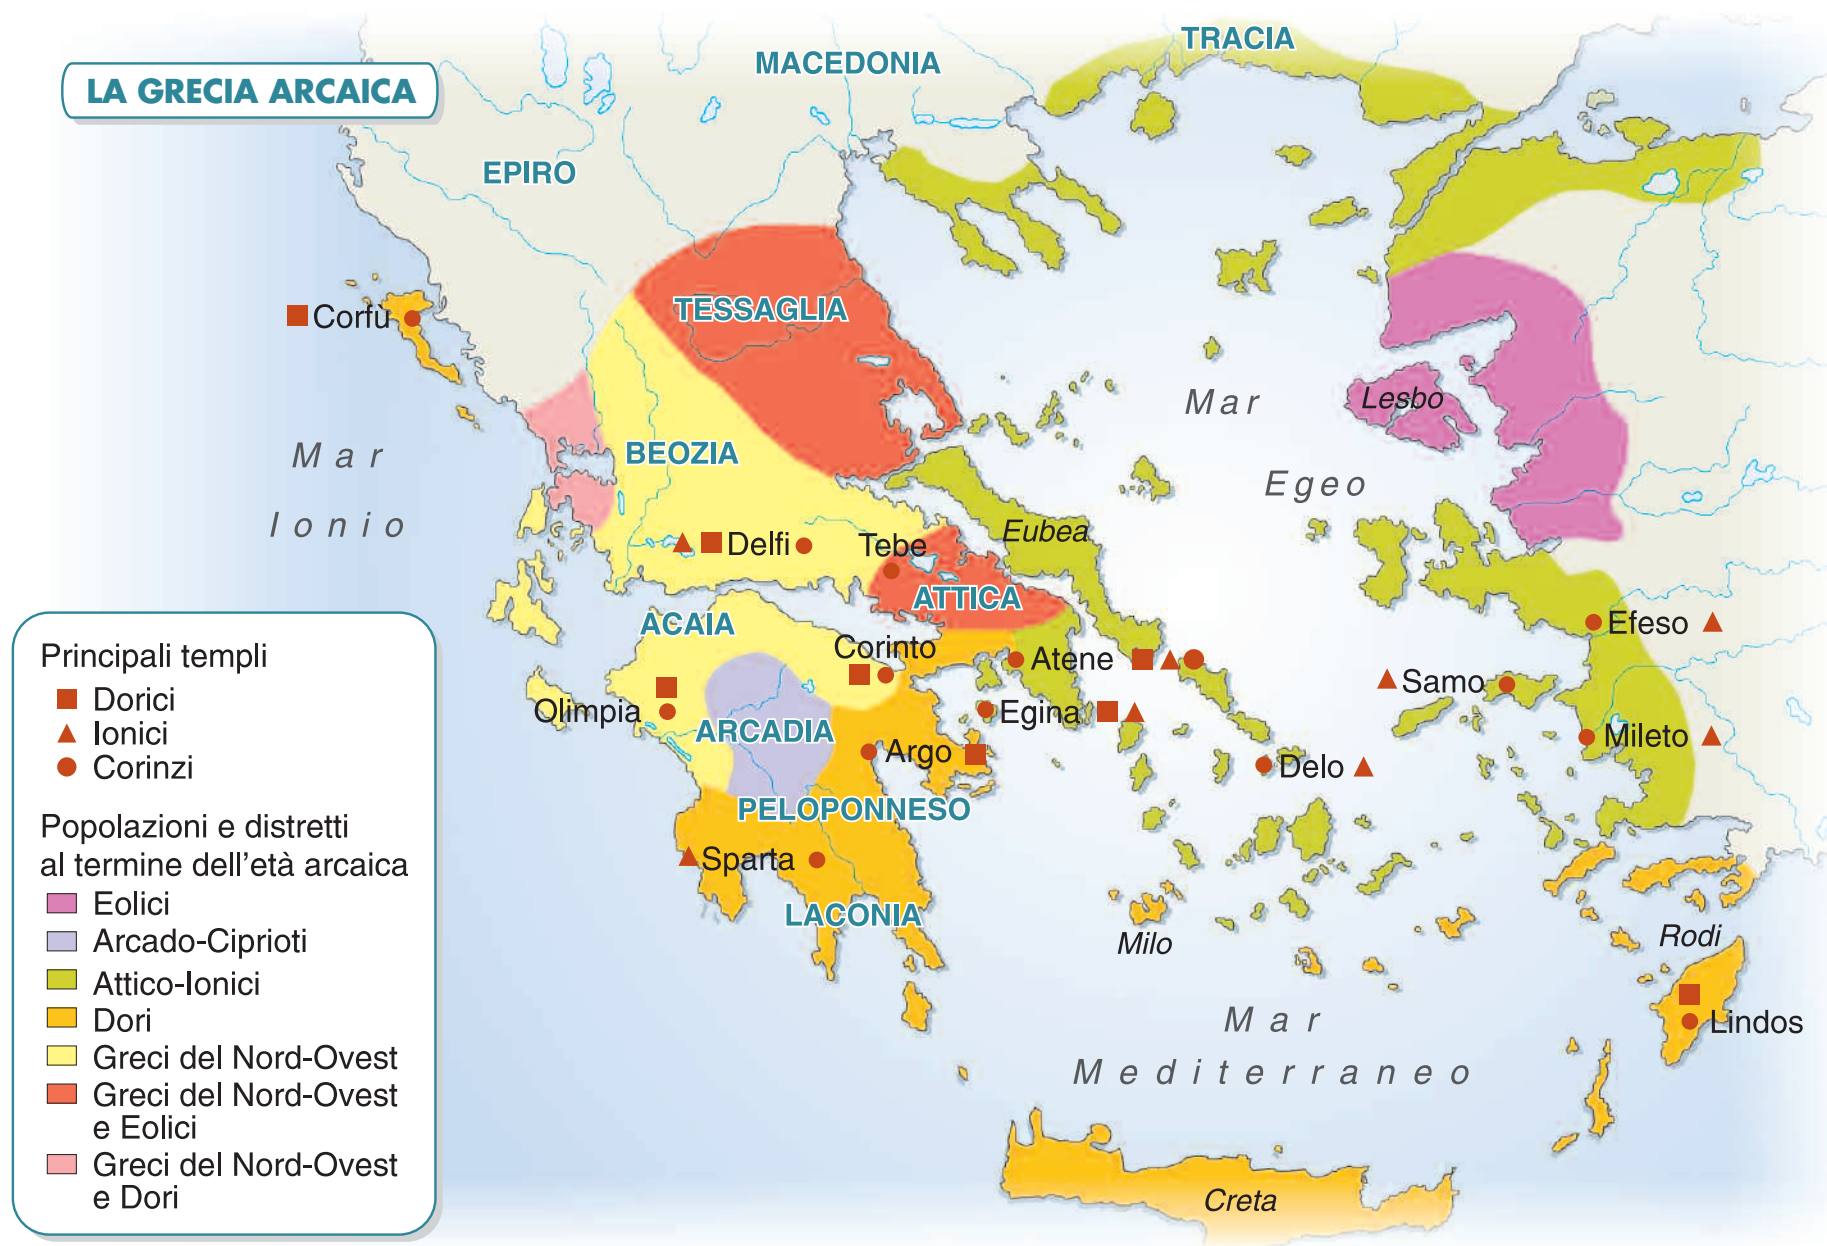 LA GRECIA ARCAICA
TRACIA
MACEDONIA
EPIRO
TESSAGLIA
Corfù
Mar
Egeo
Lesbo
Mar
Ionio
BEOZIA
Delfi
Tebe
Eubea
ATTICA
ACAIA
Corinto
Atene
Efeso
Samo
Olimpia
ARCADIA
Egina
Mileto
Argo
Delo
PELOPONNESO
Sparta
LACONIA
Milo
Rodi
Lindos
Mar
Mediterraneo
Creta
Principali templi
Dorici
Ionici
Corinzi
Popolazioni e distretti
al termine dell'età arcaica
Eolici
Arcado-Ciprioti
Attico-Ionici
Dori
Greci del Nord-Ovest
Greci del Nord-Ovest
e Eolici
Greci del Nord-Ovest
e Dori